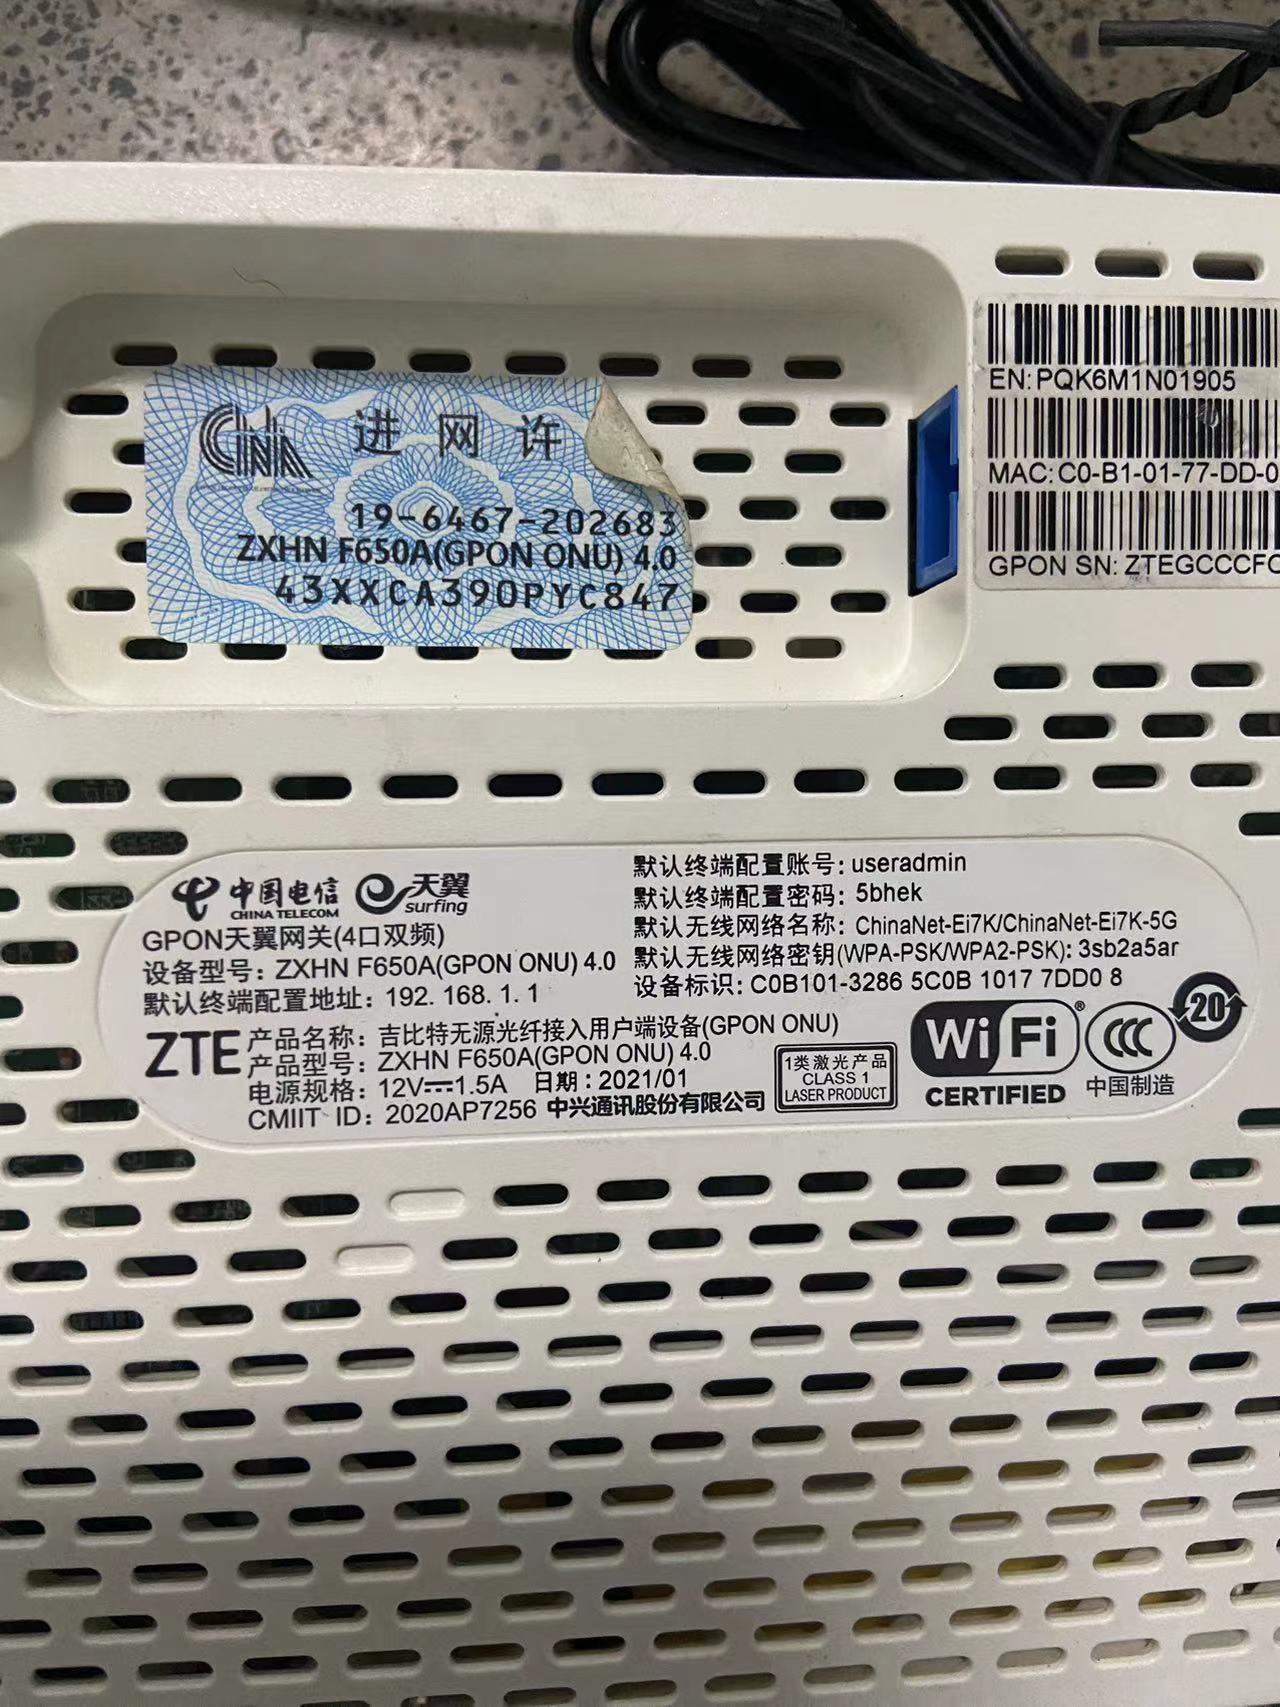 CNIA
进 网 许
19-6467-202683
ZXHN F650A(GPON ONU) 4.0
43XXCA390PYC847
EN: PQK6M1N01905
MAC: C0-B1-01-77-DD-0
GPON SN: ZTEGCCCFC
中国电信
CHINA TELECOM
天翼
surfing
GPON天翼网关(4口双频)
设备型号: ZXHN F650A(GPON ONU) 4.0
默认终端配置地址: 192. 168. 1. 1
默认终端配置账号: useradmin
默认终端配置密码: 5bhek
默认无线网络名称: ChinaNet-Ei7K/ChinaNet-Ei7K-5G
默认无线网络密钥(WPA-PSK/WPA2-PSK): 3sb2a5ar
设备标识: C0B101-3286 5C0B 1017 7DD0 8
ZTE
产品名称: 吉比特无源光纤接入用户端设备(GPON ONU)
产品型号: ZXHN F650A(GPON ONU) 4.0
电源规格: 12V⎓1.5A 日期: 2021/01
CMIIT ID: 2020AP7256 中兴通讯股份有限公司
1类激光产品
CLASS 1
LASER PRODUCT
Wi Fi®
CERTIFIED
CCC
中国制造
20